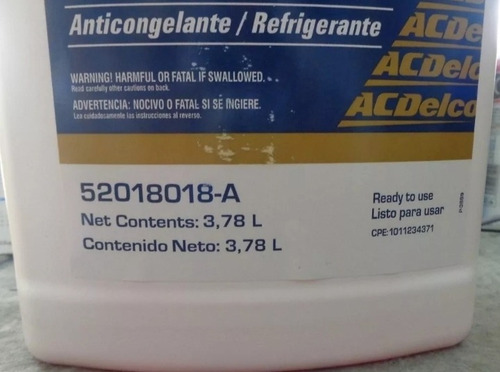 Anticongelante / Refrigerante
ACDelco
ACDelco
ACDelco
WARNING! HARMFUL OR FATAL IF SWALLOWED.
Read carefully other cautions on back.
ADVERTENCIA: NOCIVO O FATAL SI SE INGIERE.
Lea cuidadosamente las instrucciones al reverso.
52018018-A
Net Contents: 3,78 L
Contenido Neto: 3,78 L
Ready to use
Listo para usar
CPE:1011234371